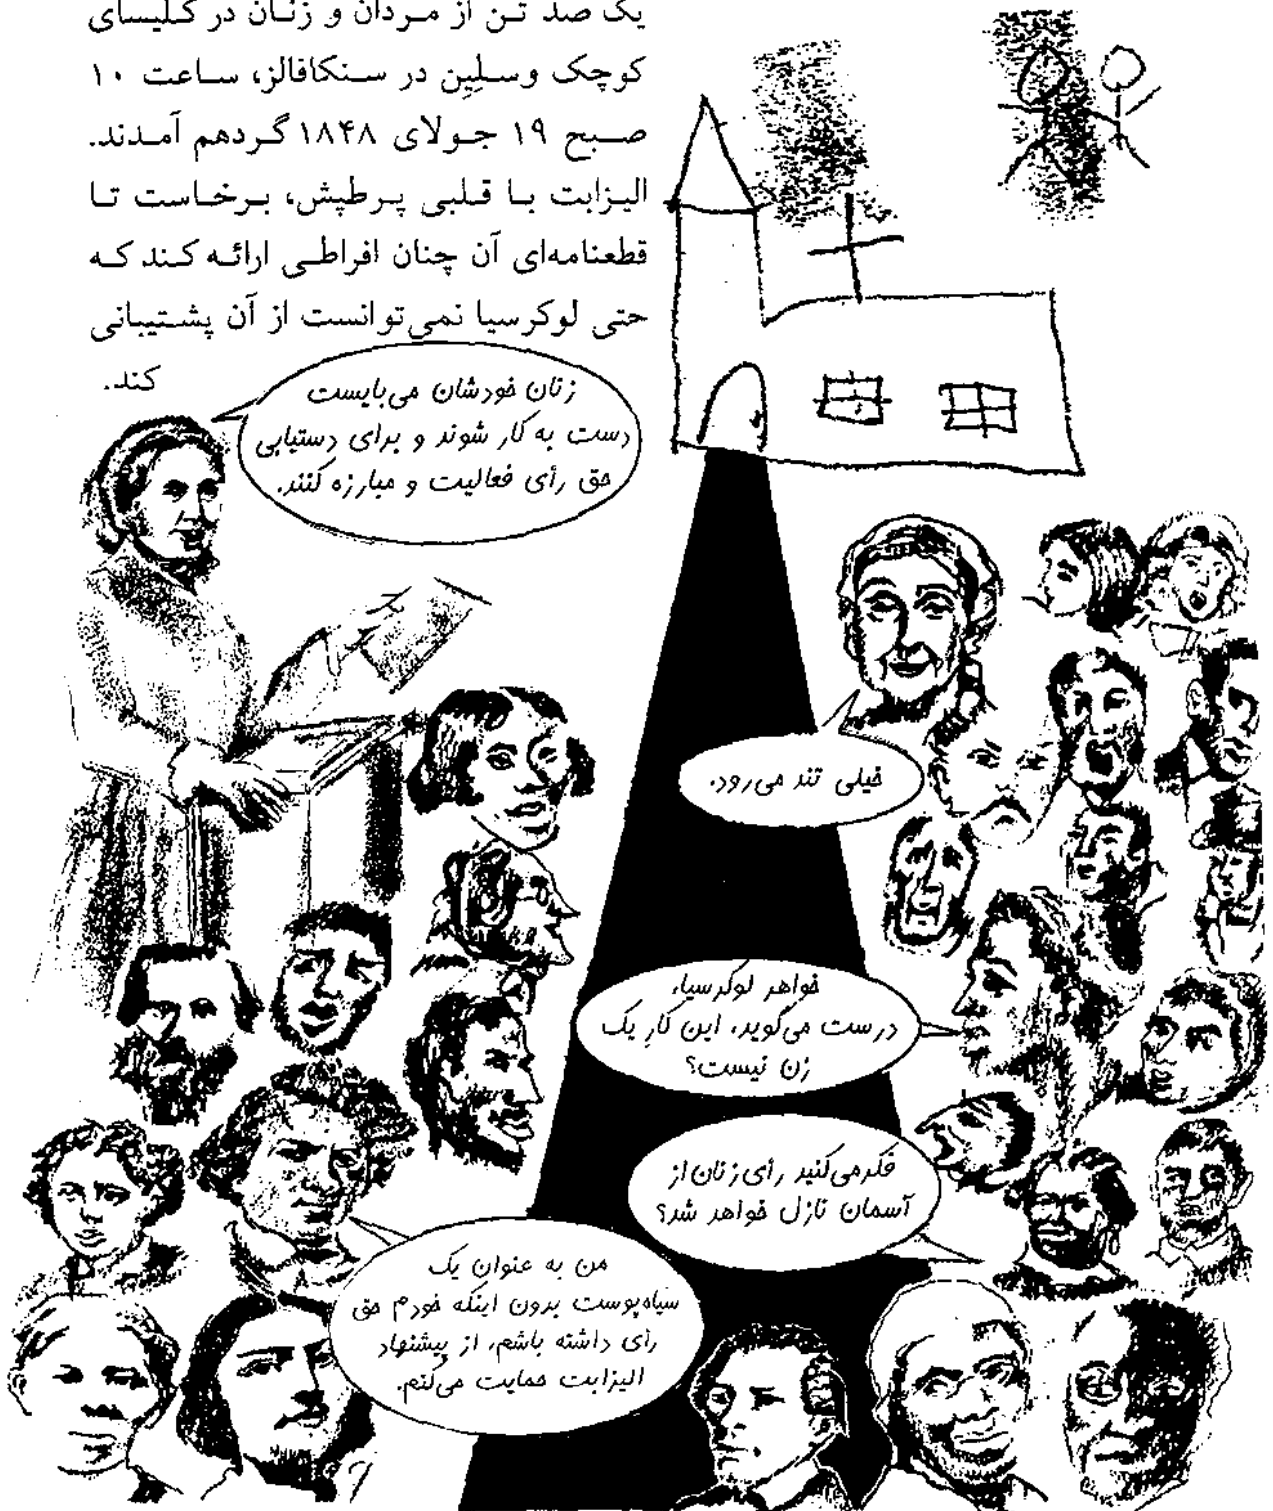 یک صد تن از مردان و زنان در کلیسای
کوچک وسلِیِن در سنکافالز، ساعت ۱۰
صبح ۱۹ جولای ۱۸۴۸ گردهم آمدند.
الیزابت با قلبی پرطپش، برخاست تا
قطعنامه‌ای آن چنان افراطی ارائه کند که
حتی لوکرسیا نمی‌توانست از آن پشتیبانی
کند.
زنان خودشان می‌بایست
دست به کار شوند و برای دستیابی
حق رأی فعالیت و مبارزه کنند.
خیلی تند می‌رود.
خواهر لوکرسیا،
درست می‌گوید، این کارِ یک
زن نیست؟
فکر می‌کنید رأی زنان از
آسمان نازل خواهر شد؟
من به عنوان یک
سیاه‌پوست بدون اینکه خودم حق
رأی داشته باشم، از پیشنهاد
الیزابت حمایت می‌کنم.